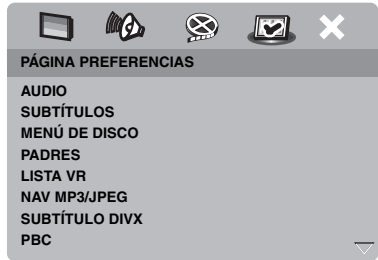 PÁGINA PREFERENCIAS
AUDIO
SUBTÍTULOS
MENÚ DE DISCO
PADRES
LISTA VR
NAV MP3/JPEG
SUBTÍTULO DIVX
PBC